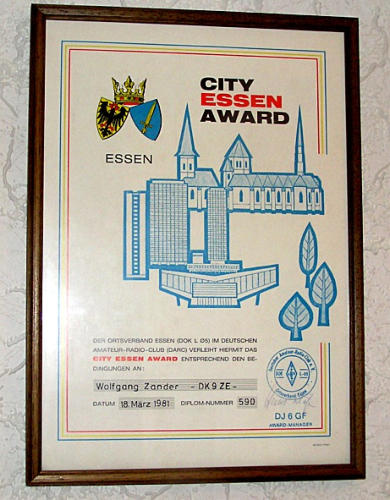 CITY
ESSEN
AWARD
ESSEN
DER ORTSVERBAND ESSEN (DOK L 05) IM DEUTSCHEN
AMATEUR-RADIO-CLUB (DARC) VERLEIHT HIERMIT DAS
CITY ESSEN AWARD ENTSPRECHEND DEN BE-
DINGUNGEN AN:
Wolfgang Zander -DK9ZE-
DATUM 18.März 1981 DIPLOM-NUMMER 590
DOK L 05
DJ 6 GF
AWARD-MANAGER